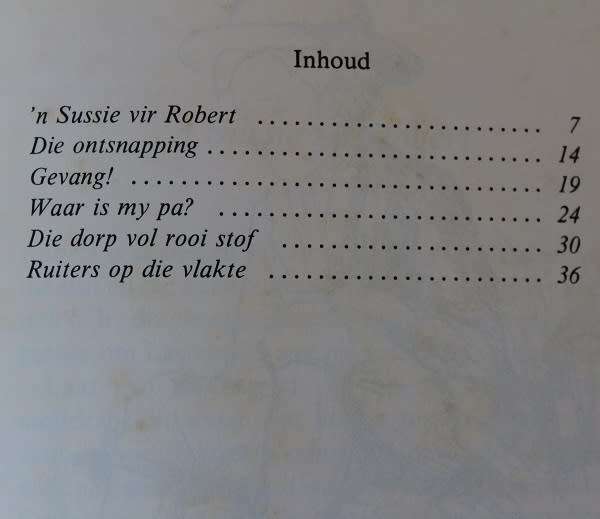 Inhoud
'n Sussie vir Robert ........................ 7
Die ontsnapping ........................... 14
Gevang! ................................. 19
Waar is my pa? .......................... 24
Die dorp vol rooi stof ..................... 30
Ruiters op die vlakte ...................... 36